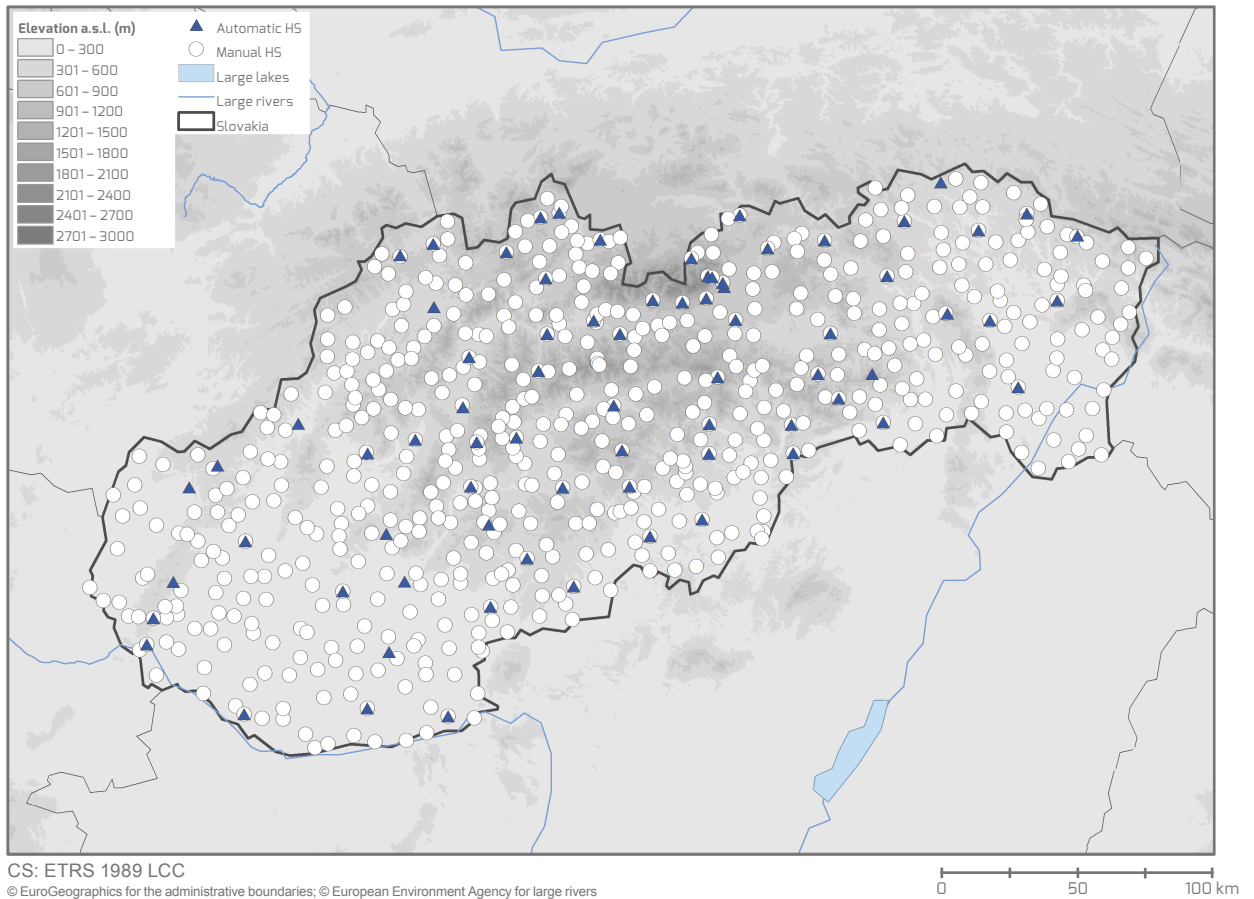 Elevation a.s.l. (m)
0 – 300
301 – 600
601 – 900
901 – 1200
1201 – 1500
1501 – 1800
1801 – 2100
2101 – 2400
2401 – 2700
2701 – 3000
Automatic HS
Manual HS
Large lakes
Large rivers
Slovakia
CS: ETRS 1989 LCC
© EuroGeographics for the administrative boundaries; © European Environment Agency for large rivers
0 50 100 km